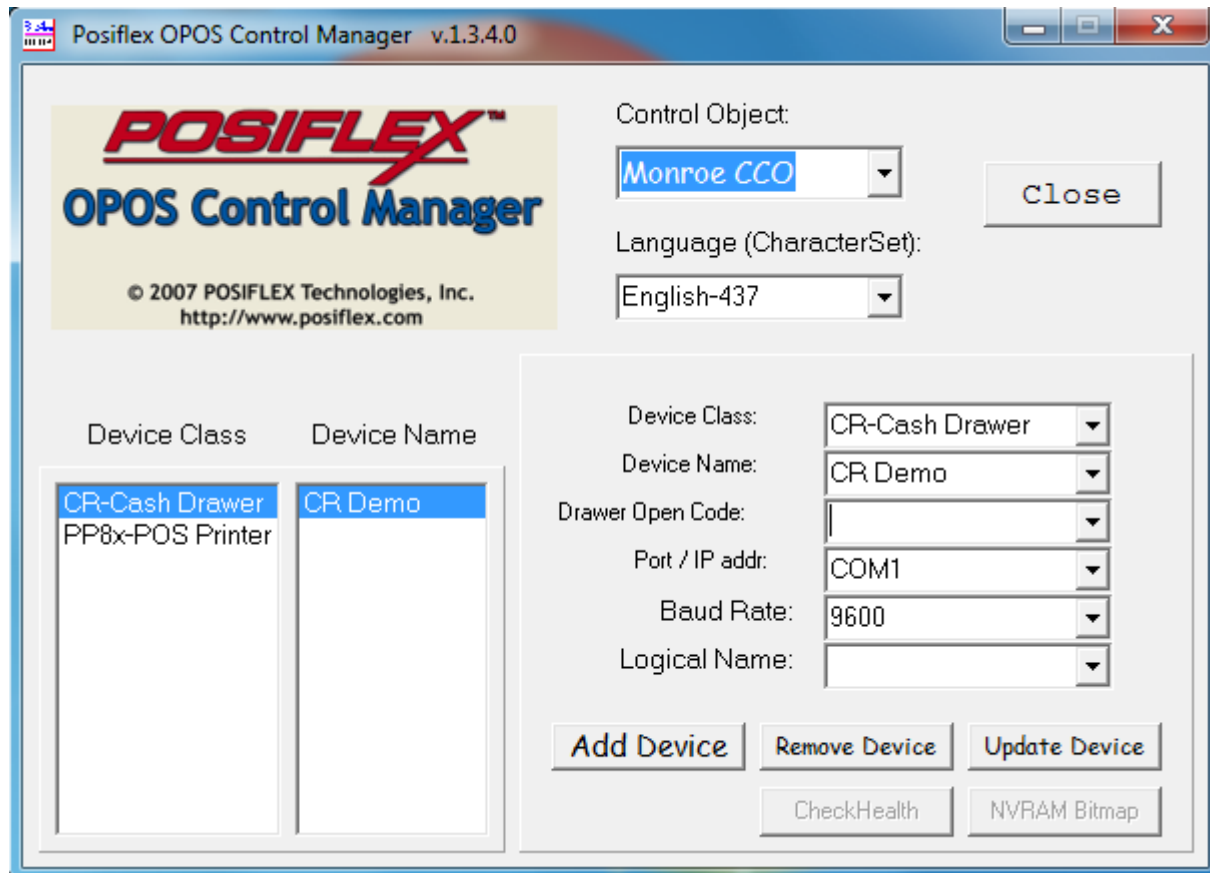 Posiflex OPOS Control Manager v.1.3.4.0
POSIFLEX™
OPOS Control Manager
© 2007 POSIFLEX Technologies, Inc.
http://www.posiflex.com
Control Object:
Monroe CCO
Close
Language (CharacterSet):
English-437
Device Class Device Name
CR-Cash Drawer CR Demo
PP8x-POS Printer
Device Class: CR-Cash Drawer
Device Name: CR Demo
Drawer Open Code:
Port / IP addr: COM1
Baud Rate: 9600
Logical Name:
Add Device Remove Device Update Device
CheckHealth NVRAM Bitmap